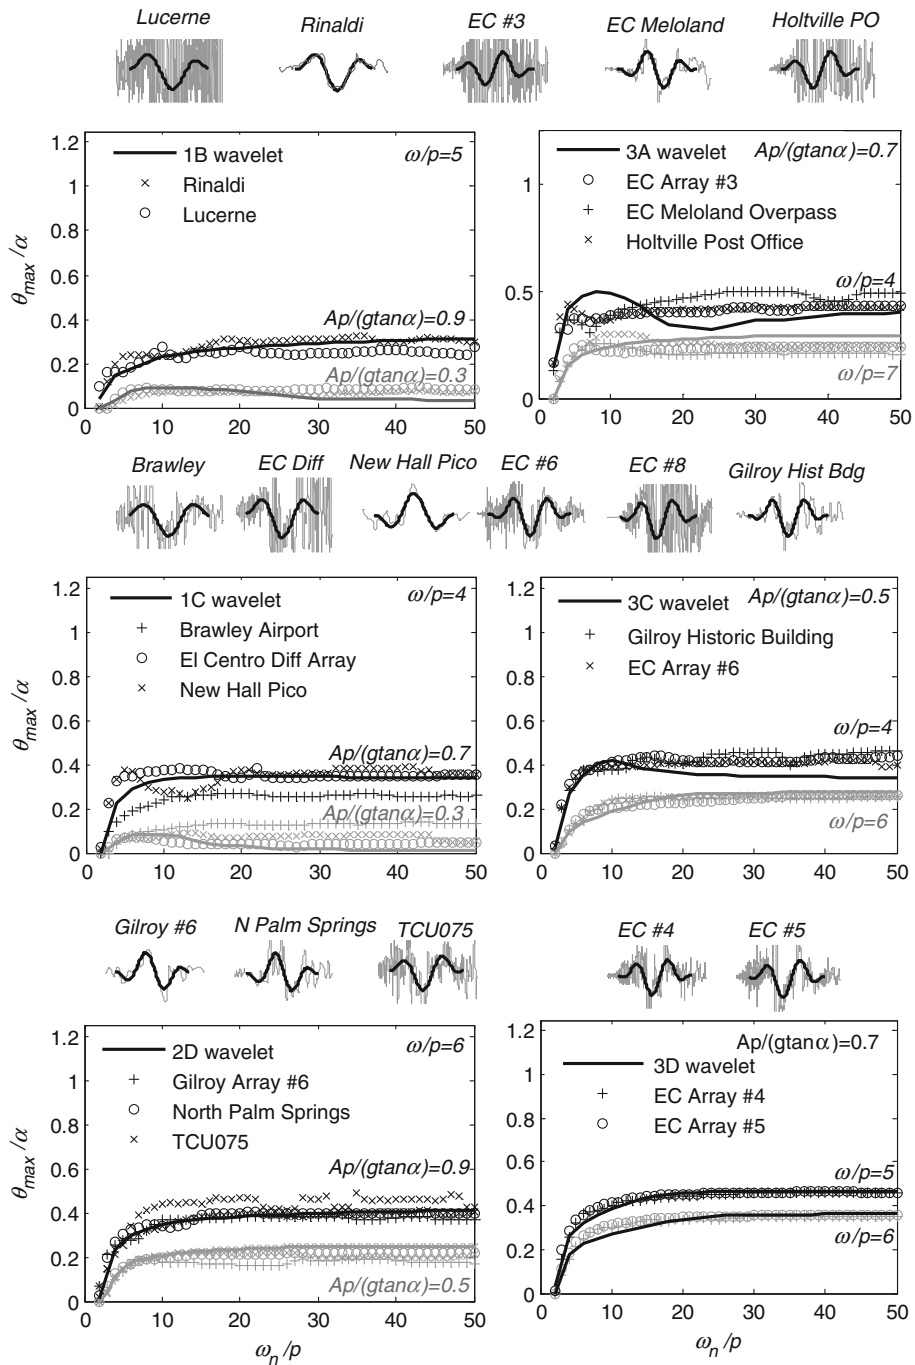 Lucerne Rinaldi EC #3 EC Meloland Holtville PO
1.2
1
0.8
0.6
0.4
0.2
0
θmax/α
1B wavelet
Rinaldi
Lucerne
ω/p=5
Ap/(gtanα)=0.9
Ap/(gtanα)=0.3
0 10 20 30 40 50
1
0.5
0
3A wavelet
EC Array #3
EC Meloland Overpass
Holtville Post Office
Ap/(gtanα)=0.7
ω/p=4
ω/p=7
0 10 20 30 40 50
Brawley EC Diff New Hall Pico EC #6 EC #8 Gilroy Hist Bdg
1.2
1
0.8
0.6
0.4
0.2
0
θmax/α
1C wavelet
Brawley Airport
El Centro Diff Array
New Hall Pico
ω/p=4
Ap/(gtanα)=0.7
Ap/(gtanα)=0.3
0 10 20 30 40 50
1.2
1
0.8
0.6
0.4
0.2
0
3C wavelet
Gilroy Historic Building
EC Array #6
Ap/(gtanα)=0.5
ω/p=4
ω/p=6
0 10 20 30 40 50
Gilroy #6 N Palm Springs TCU075 EC #4 EC #5
1.2
1
0.8
0.6
0.4
0.2
0
θmax/α
2D wavelet
Gilroy Array #6
North Palm Springs
TCU075
ω/p=6
Ap/(gtanα)=0.9
Ap/(gtanα)=0.5
0 10 20 30 40 50
ωn/p
1.2
1
0.8
0.6
0.4
0.2
0
3D wavelet
EC Array #4
EC Array #5
Ap/(gtanα)=0.7
ω/p=5
ω/p=6
0 10 20 30 40 50
ωn/p